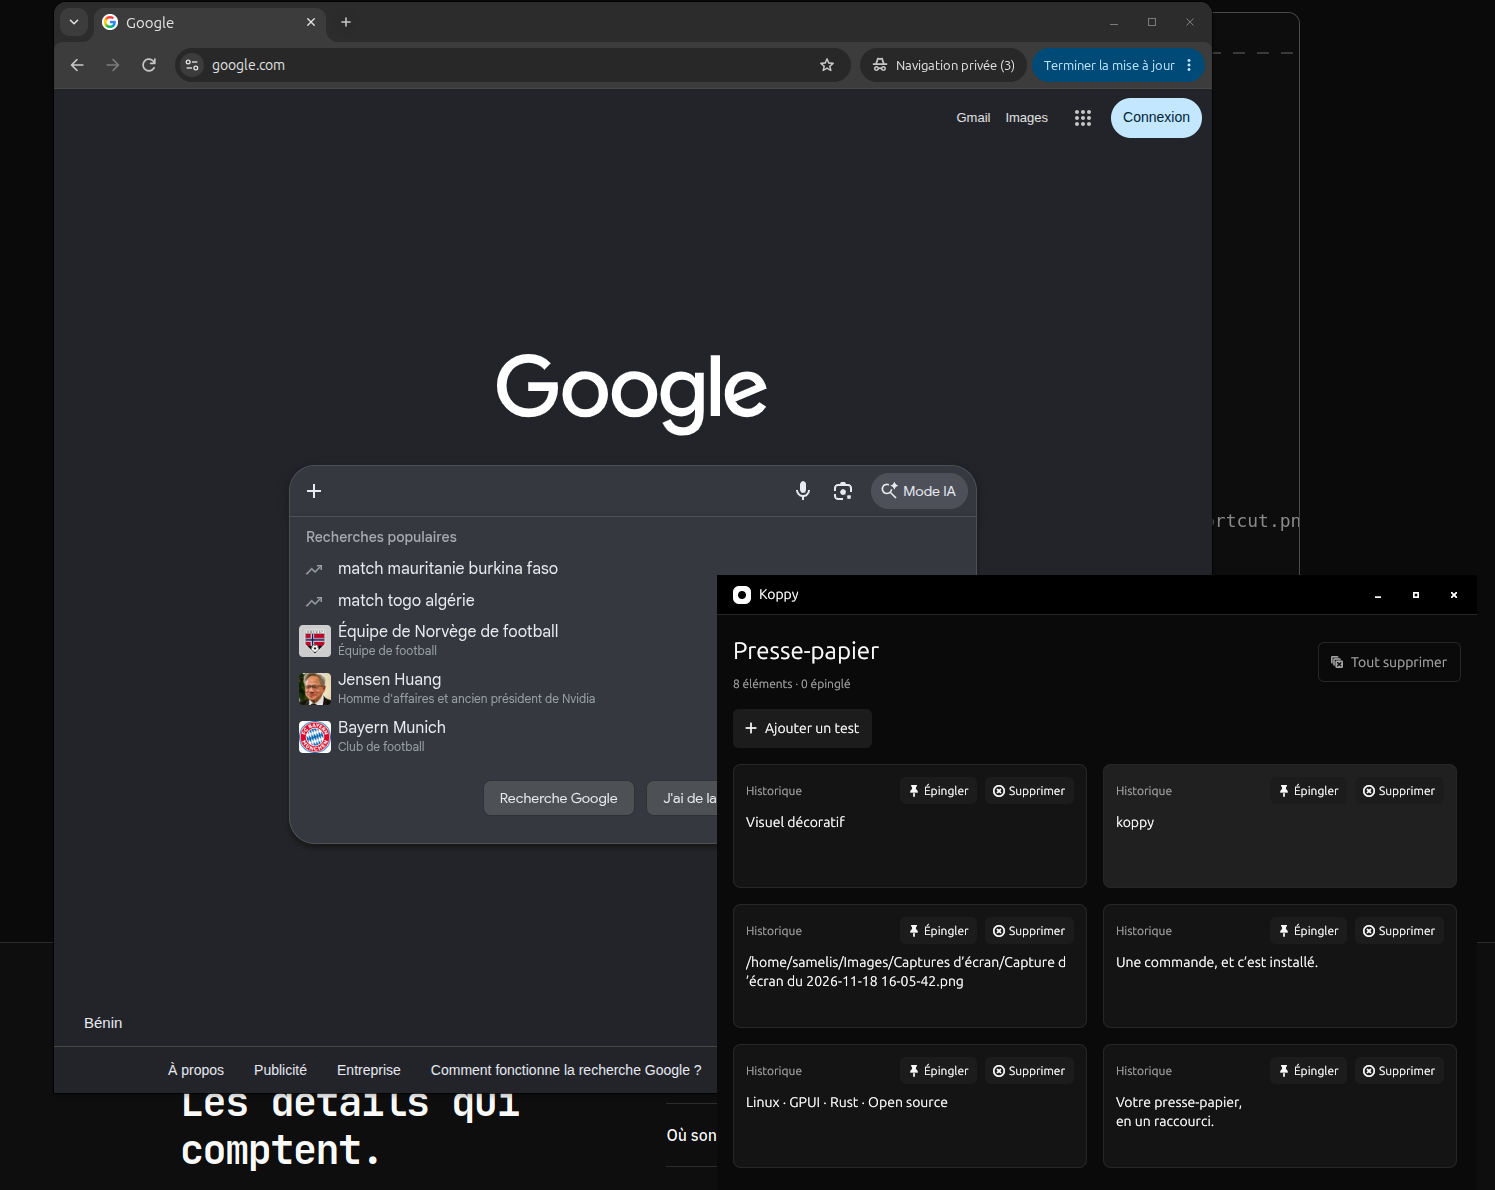 Google
google.com
Navigation privée (3)
Terminer la mise à jour
Gmail
Images
Connexion
Google
Mode IA
Recherches populaires
match mauritanie burkina faso
match togo algérie
Équipe de Norvège de football
Équipe de football
Jensen Huang
Homme d'affaires et ancien président de Nvidia
Bayern Munich
Club de football
Recherche Google
J'ai de la
Bénin
À propos
Publicité
Entreprise
Comment fonctionne la recherche Google ?
rtcut.pn
Koppy
Presse-papier
8 éléments · 0 épinglé
Tout supprimer
Ajouter un test
Historique
Épingler
Supprimer
Visuel décoratif
Historique
Épingler
Supprimer
koppy
Historique
Épingler
Supprimer
/home/samelis/Images/Captures d’écran/Capture d
’écran du 2026-11-18 16-05-42.png
Historique
Épingler
Supprimer
Une commande, et c’est installé.
Historique
Épingler
Supprimer
Linux · GPUI · Rust · Open source
Historique
Épingler
Supprimer
Votre presse-papier,
en un raccourci.
Les détails qui
comptent.
Où son